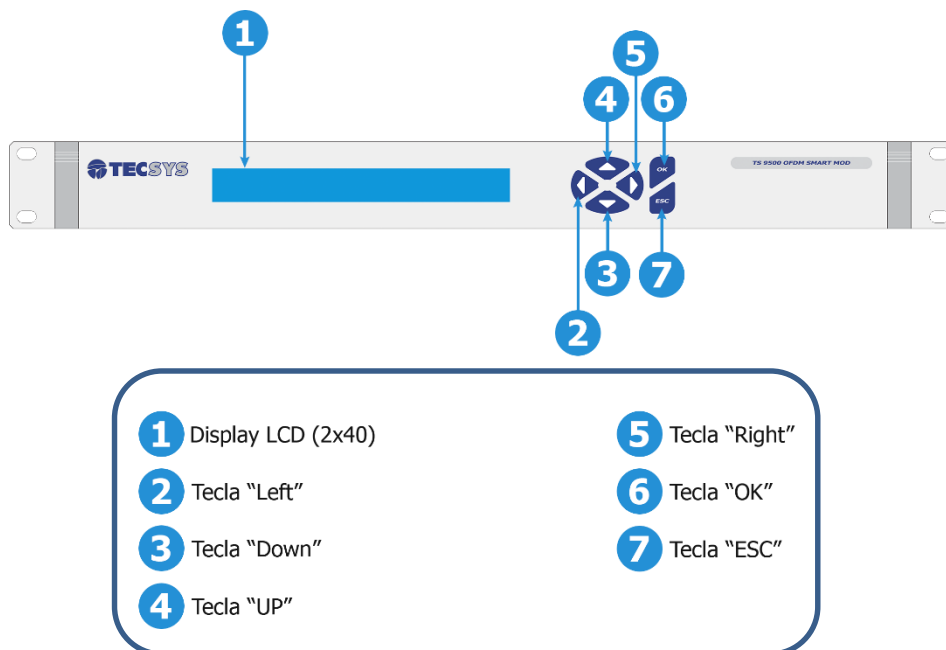 1
5
4
6
TECSYS
OK
TS 9500 OFDM SMART MOD
ESC
3
7
2
1 Display LCD (2x40)
2 Tecla “Left”
3 Tecla “Down”
4 Tecla “UP”
5 Tecla “Right”
6 Tecla “OK”
7 Tecla “ESC”